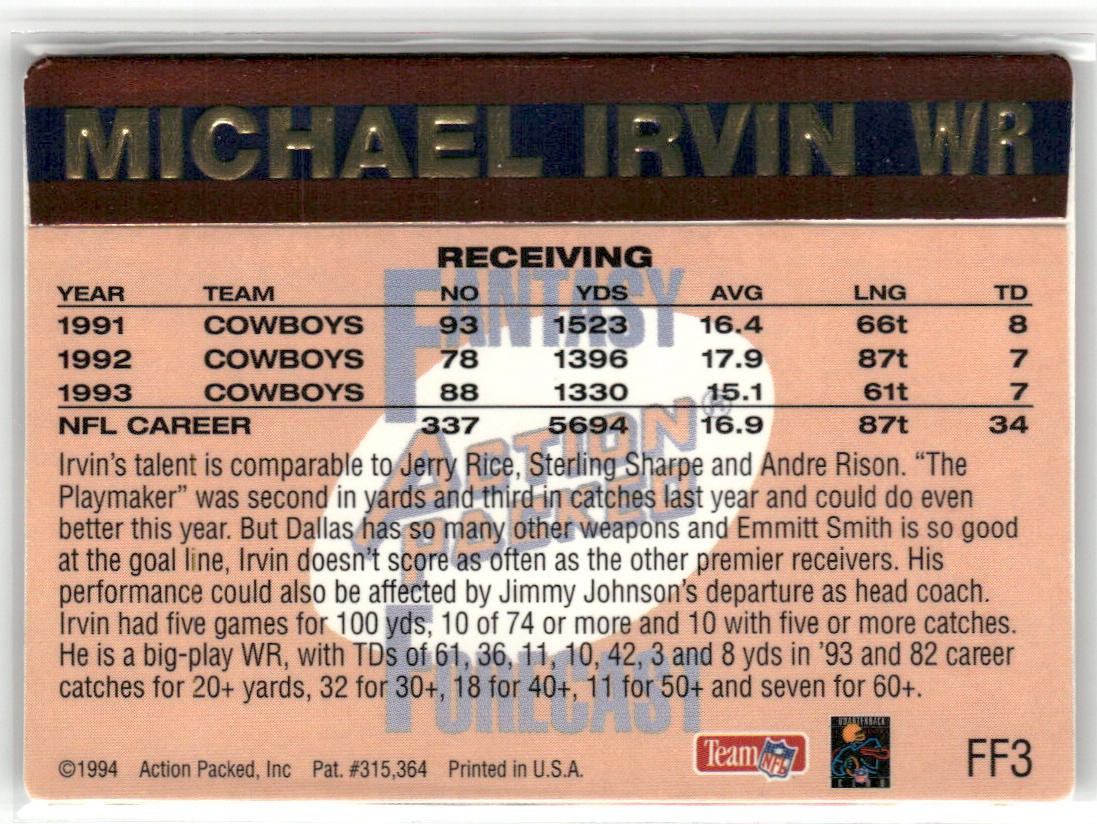 MICHAEL IRVIN WR
RECEIVING
YEAR TEAM NO YDS AVG LNG TD
1991 COWBOYS 93 1523 16.4 66t 8
1992 COWBOYS 78 1396 17.9 87t 7
1993 COWBOYS 88 1330 15.1 61t 7
NFL CAREER 337 5694 16.9 87t 34
Irvin's talent is comparable to Jerry Rice, Sterling Sharpe and Andre Rison. "The
Playmaker" was second in yards and third in catches last year and could do even
better this year. But Dallas has so many other weapons and Emmitt Smith is so good
at the goal line, Irvin doesn't score as often as the other premier receivers. His
performance could also be affected by Jimmy Johnson's departure as head coach.
Irvin had five games for 100 yds, 10 of 74 or more and 10 with five or more catches.
He is a big-play WR, with TDs of 61, 36, 11, 10, 42, 3 and 8 yds in '93 and 82 career
catches for 20+ yards, 32 for 30+, 18 for 40+, 11 for 50+ and seven for 60+.
FANTASY
ACTION
PACKED®
FORECAST
Team NFL
QUARTERBACK
CLUB
FF3
©1994 Action Packed, Inc Pat. #315,364 Printed in U.S.A.